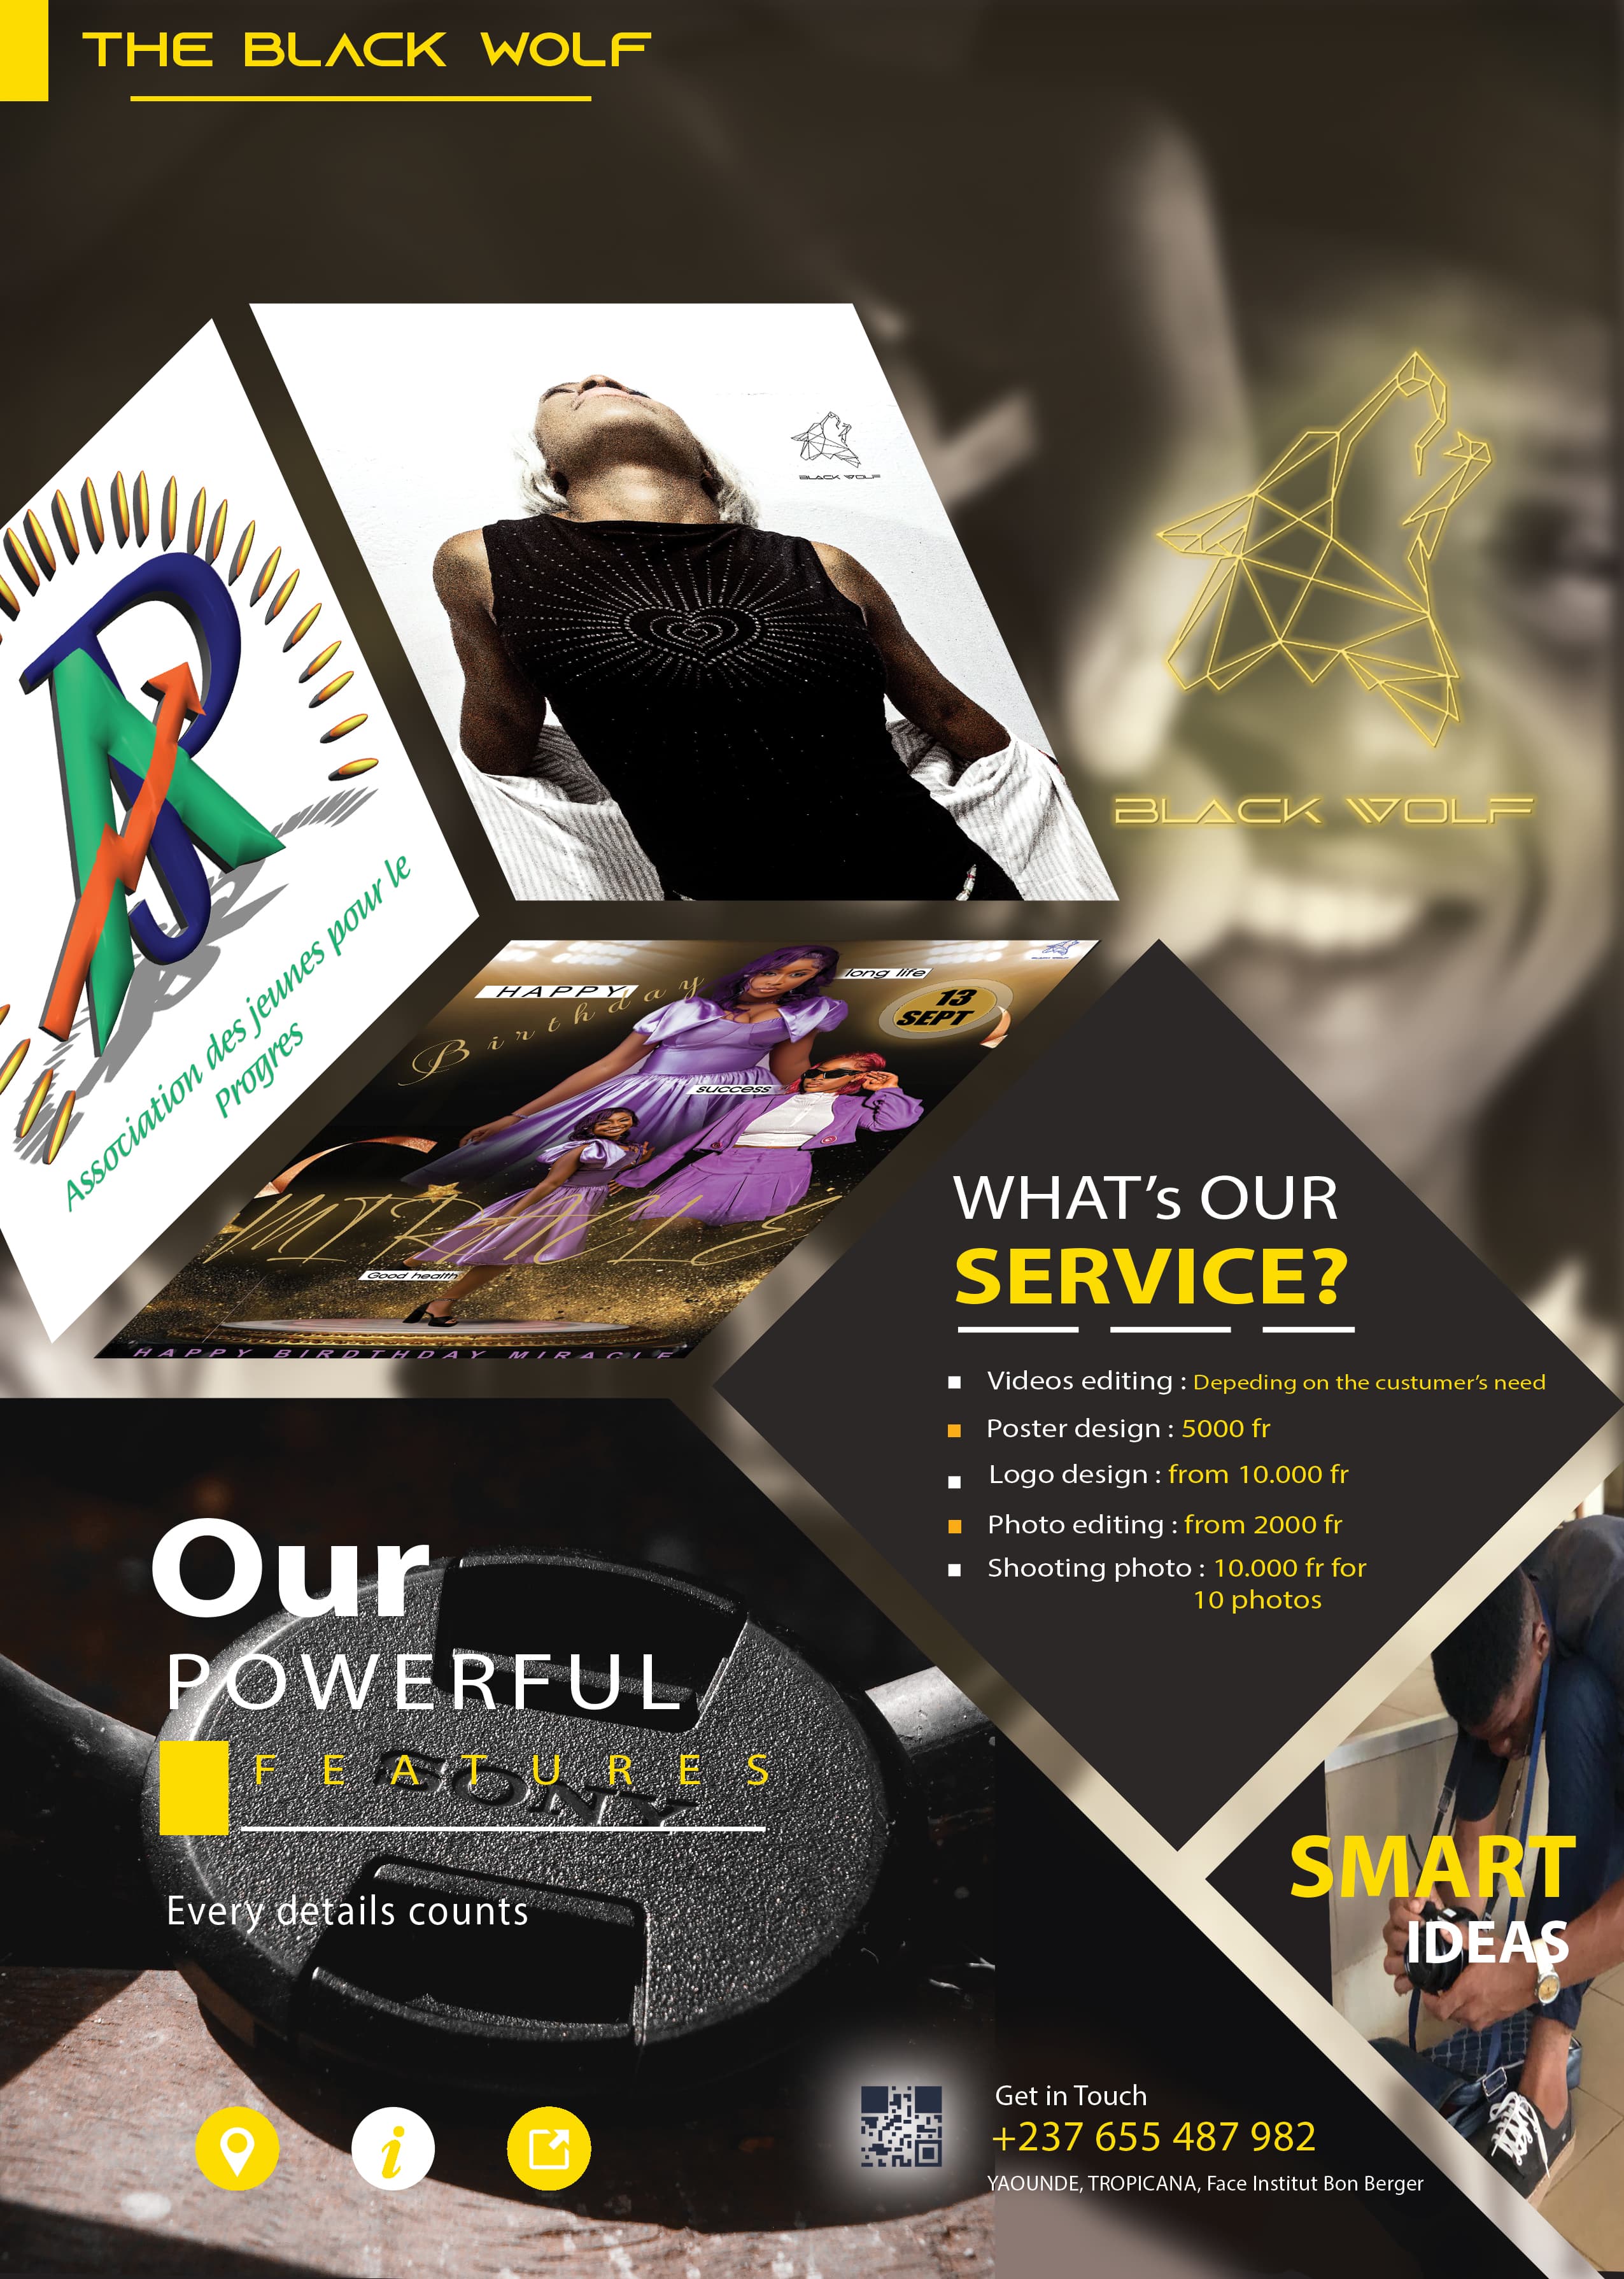 THE BLACK WOLF
BLACK WOLF
BLACK WOLF
Association des jeunes pour le
Progres
HAPPY
Birthday
long life
13
SEPT
success
MIRACLE
Good health
HAPPY BIRDTHDAY MIRACLE
WHAT's OUR
SERVICE?
Videos editing : Depeding on the custumer's need
Poster design : 5000 fr
Logo design : from 10.000 fr
Photo editing : from 2000 fr
Shooting photo : 10.000 fr for
10 photos
Our
POWERFUL
FEATURES
SONY
Every details counts
SMART
IDEAS
i
Get in Touch
+237 655 487 982
YAOUNDE, TROPICANA, Face Institut Bon Berger